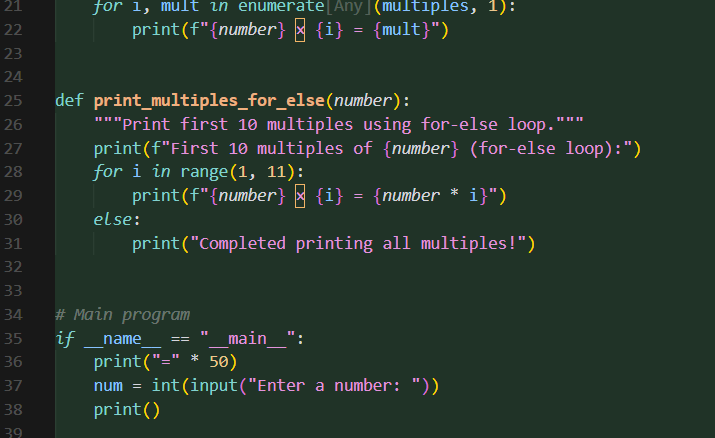 21 for i, mult in enumerate[Any](multiples, 1):
22 print(f"{number} × {i} = {mult}")
23
24
25 def print_multiples_for_else(number):
26 """Print first 10 multiples using for-else loop."""
27 print(f"First 10 multiples of {number} (for-else loop):")
28 for i in range(1, 11):
29 print(f"{number} × {i} = {number * i}")
30 else:
31 print("Completed printing all multiples!")
32
33
34 # Main program
35 if __name__ == "__main__":
36 print("=" * 50)
37 num = int(input("Enter a number: "))
38 print()
39